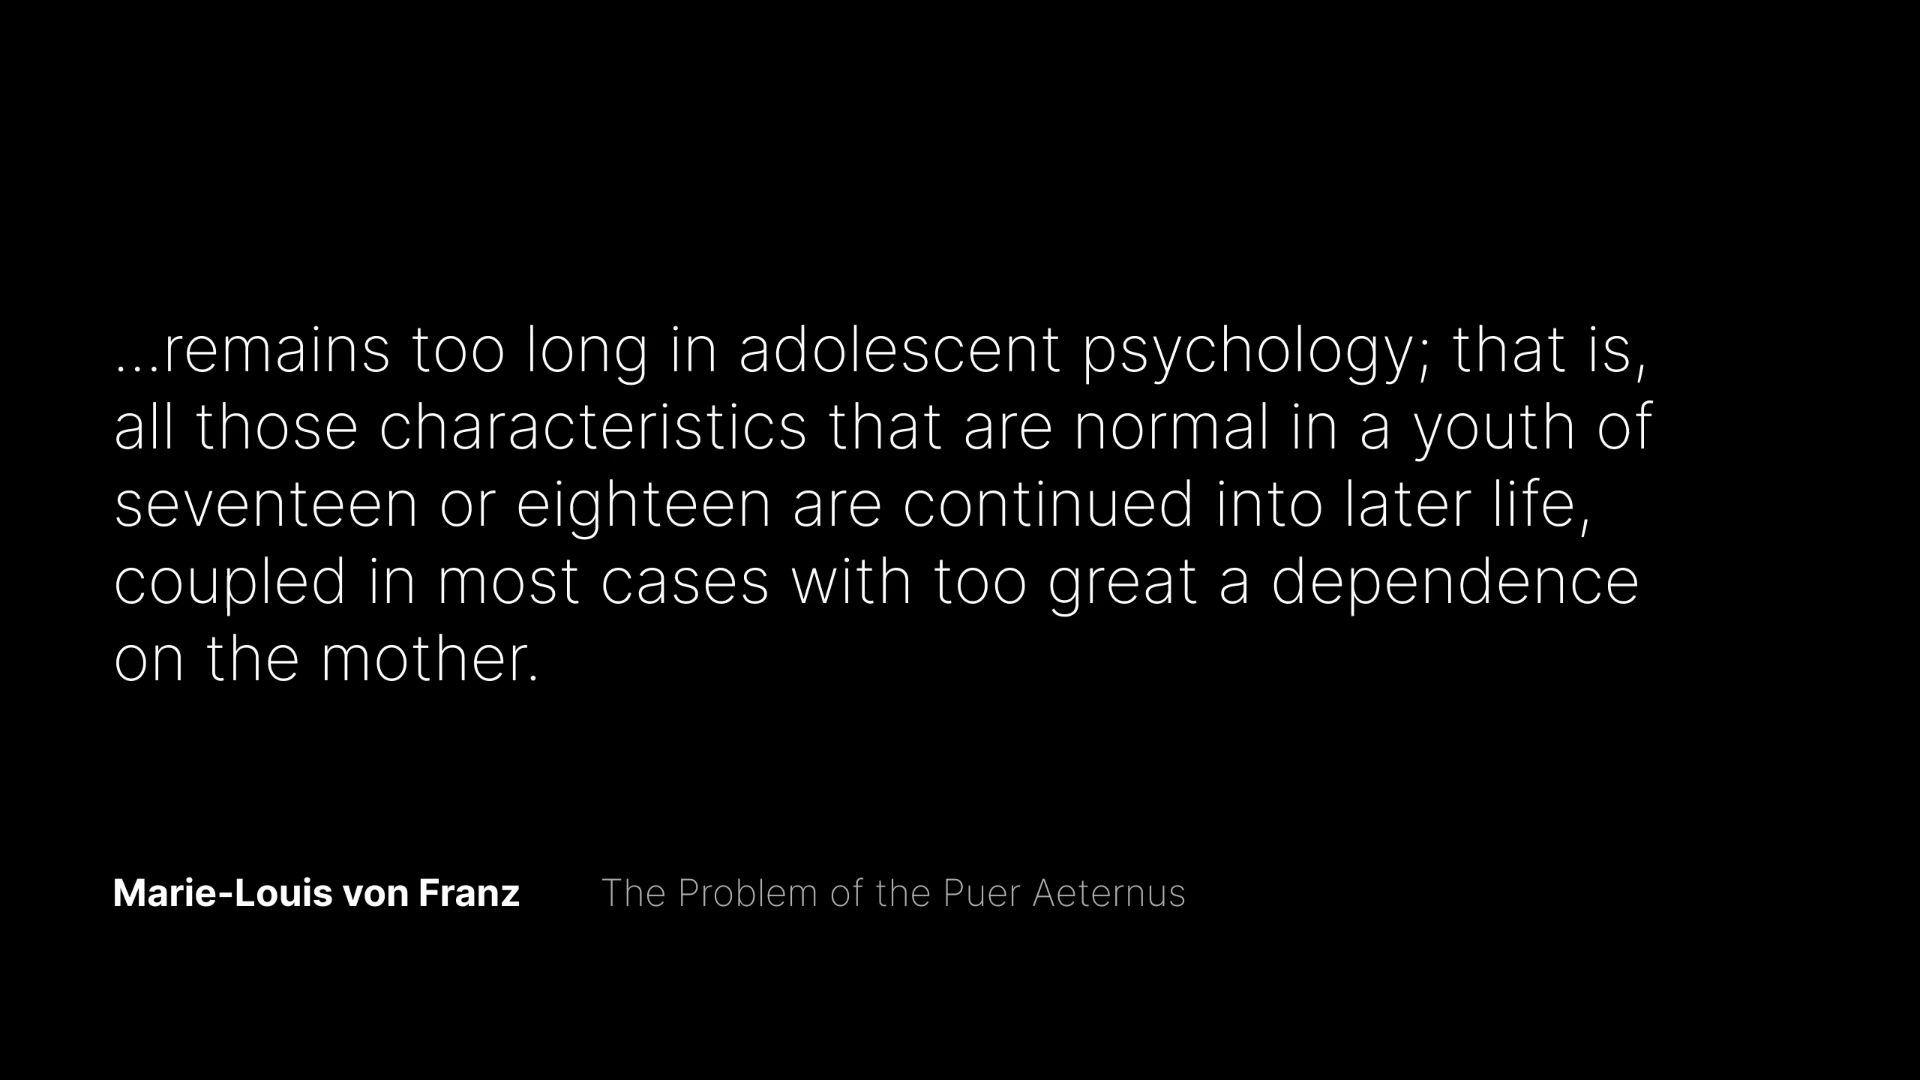 ...remains too long in adolescent psychology; that is,
all those characteristics that are normal in a youth of
seventeen or eighteen are continued into later life,
coupled in most cases with too great a dependence
on the mother.
Marie-Louis von Franz The Problem of the Puer Aeternus